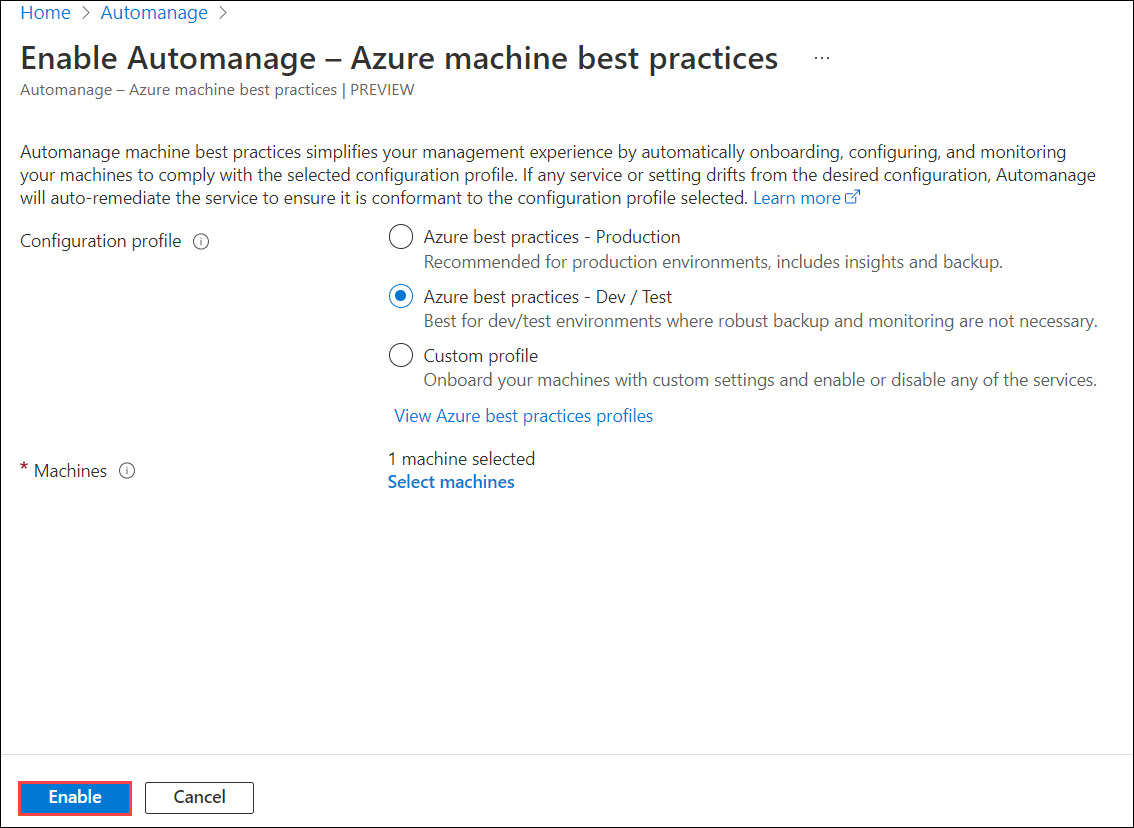 Home > Automanage >
Enable Automanage – Azure machine best practices ...
Automanage – Azure machine best practices | PREVIEW
Automanage machine best practices simplifies your management experience by automatically onboarding, configuring, and monitoring
your machines to comply with the selected configuration profile. If any service or setting drifts from the desired configuration, Automanage
will auto-remediate the service to ensure it is conformant to the configuration profile selected. Learn more
Configuration profile
Azure best practices - Production
Recommended for production environments, includes insights and backup.
Azure best practices - Dev / Test
Best for dev/test environments where robust backup and monitoring are not necessary.
Custom profile
Onboard your machines with custom settings and enable or disable any of the services.
View Azure best practices profiles
* Machines
1 machine selected
Select machines
Enable Cancel